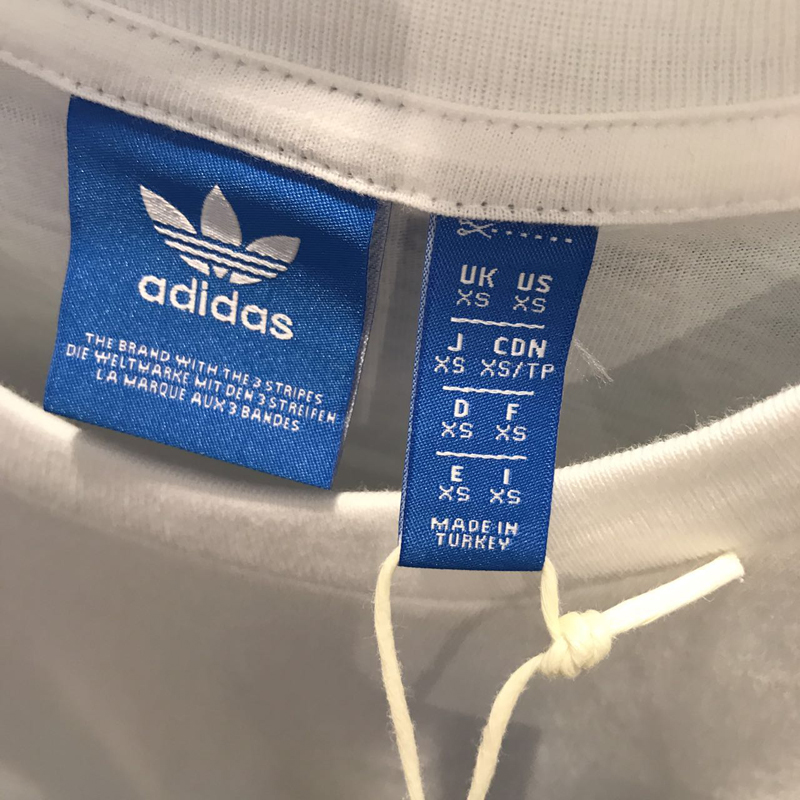 adidas
THE BRAND WITH THE 3 STRIPES
DIE WELTMARKE MIT DEN 3 STREIFEN
LA MARQUE AUX 3 BANDES
UK US
XS XS
J CDN
XS XS/TP
D F
XS XS
E I
XS XS
MADE IN
TURKEY